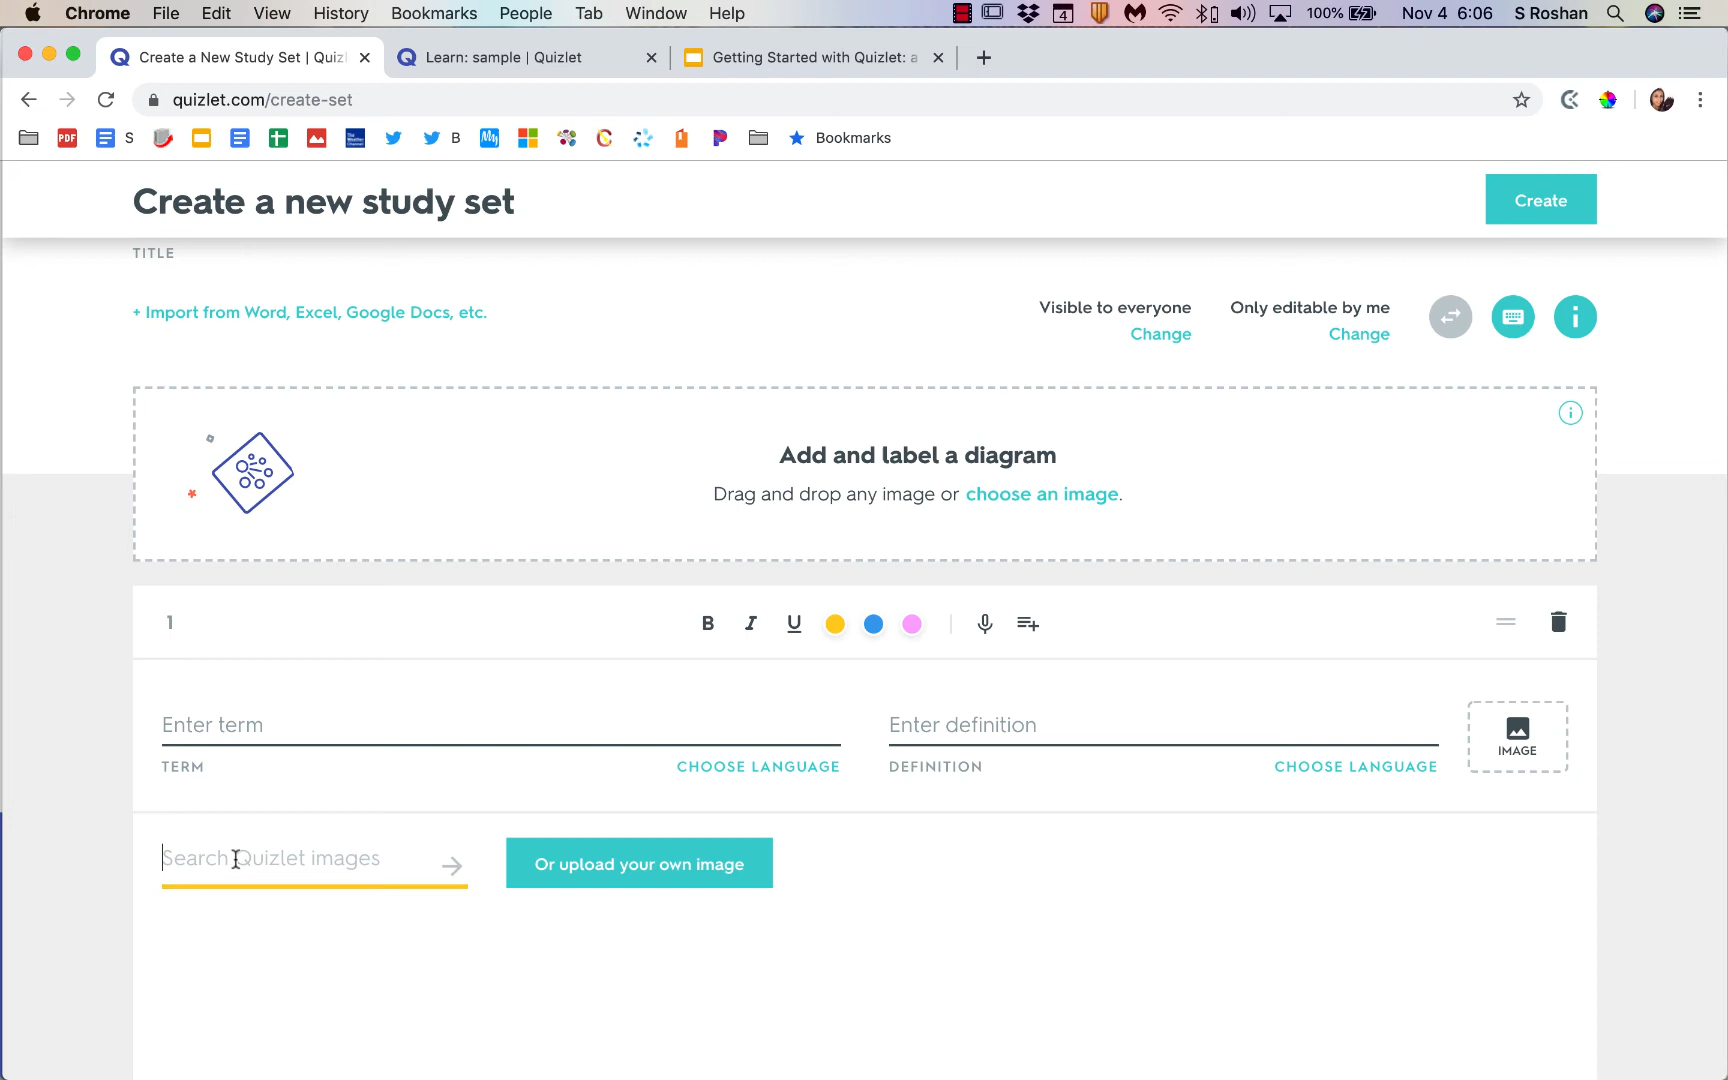 Chrome File Edit View History Bookmarks People Tab Window Help 4 100% Nov 4 6:06 S Roshan
Create a New Study Set | Quizl Learn: sample | Quizlet Getting Started with Quizlet: a
quizlet.com/create-set
PDF S B My Bookmarks
Create a new study set
Create
TITLE
+ Import from Word, Excel, Google Docs, etc.
Visible to everyone
Change
Only editable by me
Change
Add and label a diagram
Drag and drop any image or choose an image.
1
B I U
Enter term
TERM
CHOOSE LANGUAGE
Enter definition
DEFINITION
CHOOSE LANGUAGE
IMAGE
Search Quizlet images
Or upload your own image